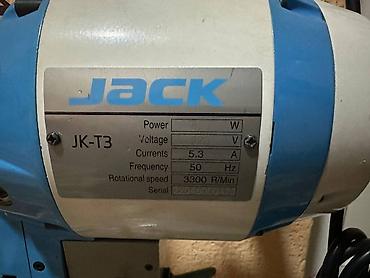 JACK
JK-T3
Power W
Voltage V
Currents 5.3 A
Frequency 50 Hz
Rotational speed 3300 R/Min
Serial